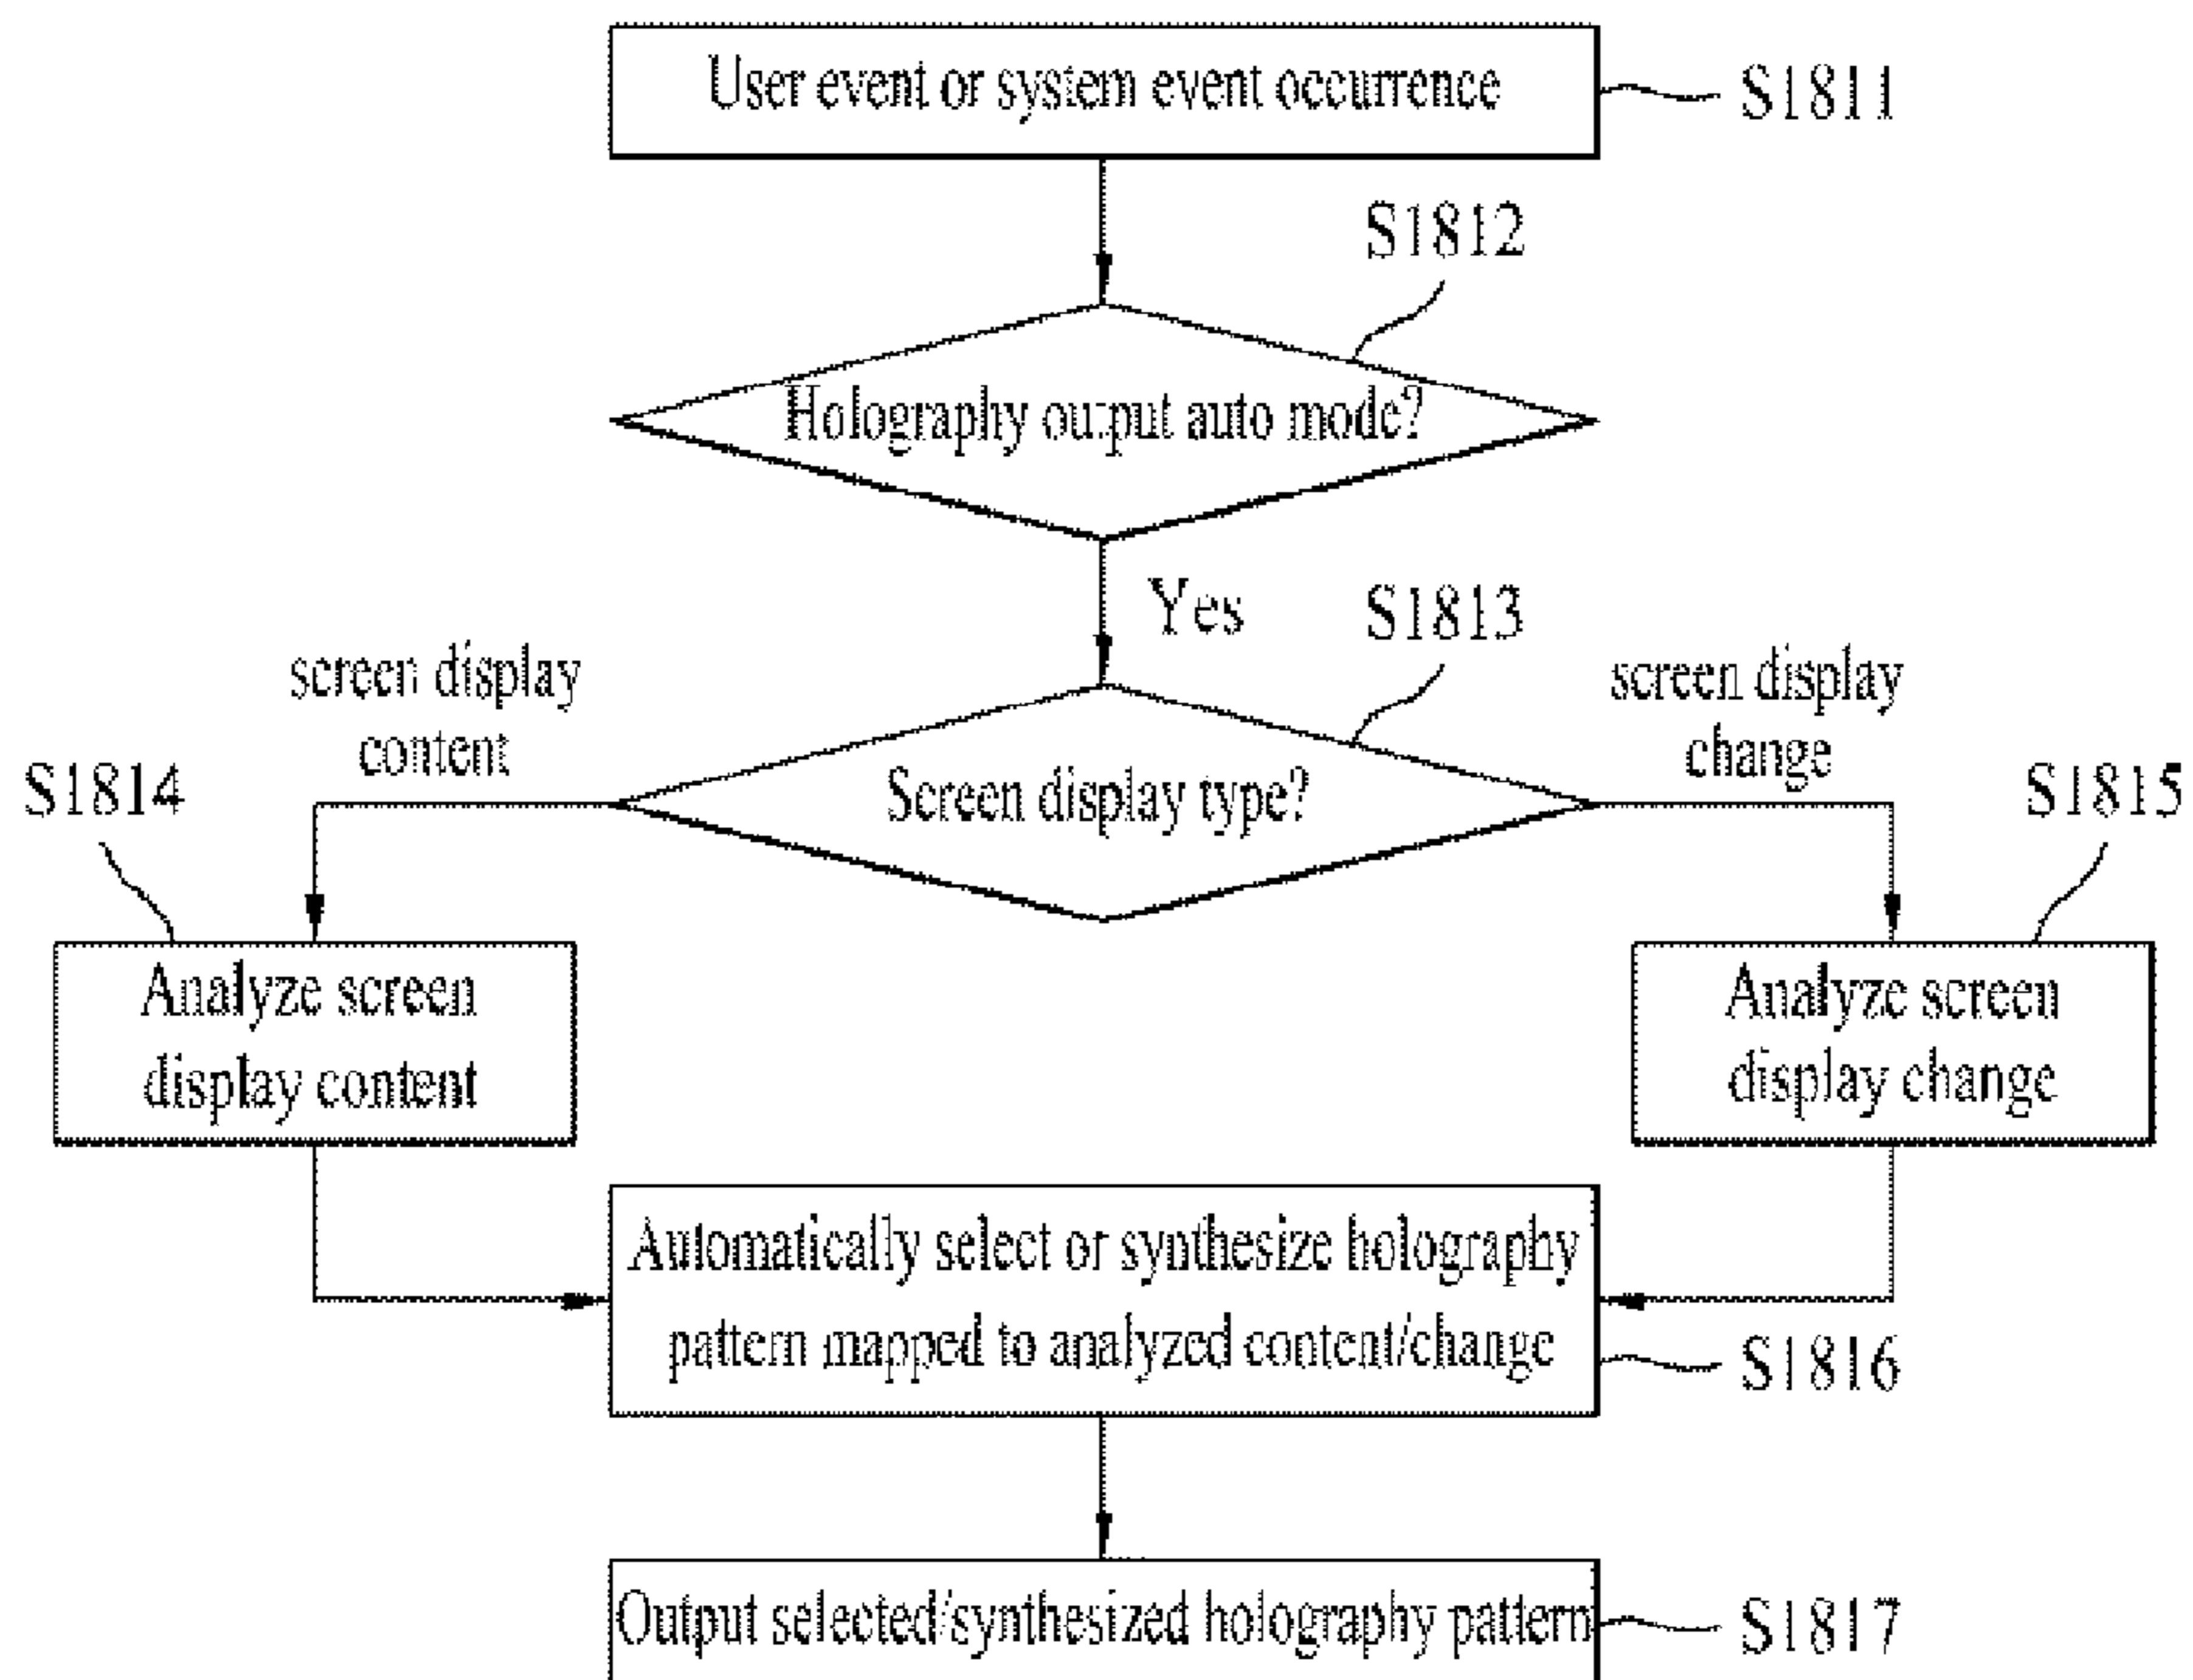 User event or system event occurrence
S1811
S1812
Holography output auto mode?
Yes
S1813
screen display
content
screen display
change
S1814
Screen display type?
S1815
Analyze screen
display content
Analyze screen
display change
Automatically select or synthesize holography
pattern mapped to analyzed content/change
S1816
Output selected/synthesized holography pattern
S1817